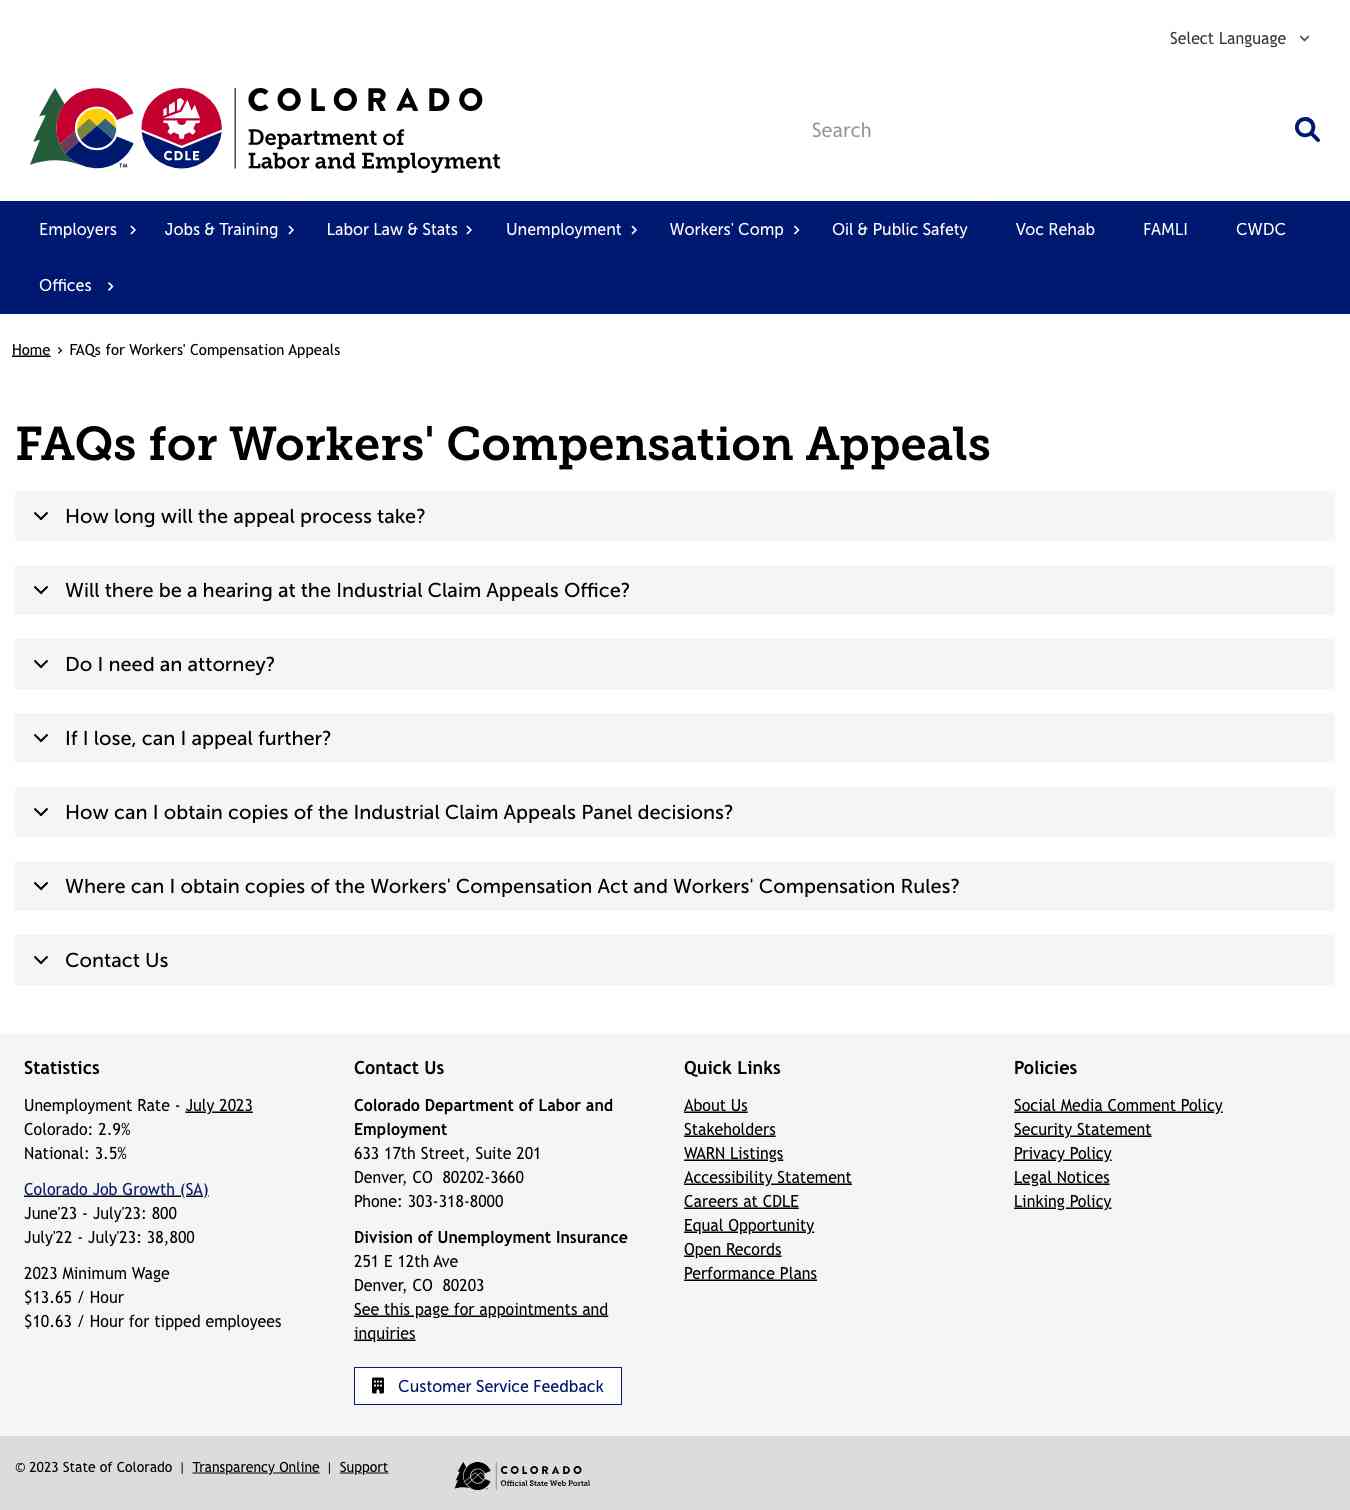 Select Language
COLORADO
Department of
Labor and Employment
CDLE
TM
Search
Employers
Jobs & Training
Labor Law & Stats
Unemployment
Workers' Comp
Oil & Public Safety
Voc Rehab
FAMLI
CWDC
Offices
Home › FAQs for Workers' Compensation Appeals
FAQs for Workers' Compensation Appeals
How long will the appeal process take?
Will there be a hearing at the Industrial Claim Appeals Office?
Do I need an attorney?
If I lose, can I appeal further?
How can I obtain copies of the Industrial Claim Appeals Panel decisions?
Where can I obtain copies of the Workers' Compensation Act and Workers' Compensation Rules?
Contact Us
Statistics
Unemployment Rate - July 2023
Colorado: 2.9%
National: 3.5%
Colorado Job Growth (SA)
June'23 - July'23: 800
July'22 - July'23: 38,800
2023 Minimum Wage
$13.65 / Hour
$10.63 / Hour for tipped employees
Contact Us
Colorado Department of Labor and
Employment
633 17th Street, Suite 201
Denver, CO  80202-3660
Phone: 303-318-8000
Division of Unemployment Insurance
251 E 12th Ave
Denver, CO  80203
See this page for appointments and
inquiries
Customer Service Feedback
Quick Links
About Us
Stakeholders
WARN Listings
Accessibility Statement
Careers at CDLE
Equal Opportunity
Open Records
Performance Plans
Policies
Social Media Comment Policy
Security Statement
Privacy Policy
Legal Notices
Linking Policy
© 2023 State of Colorado | Transparency Online | Support
COLORADO
Official State Web Portal